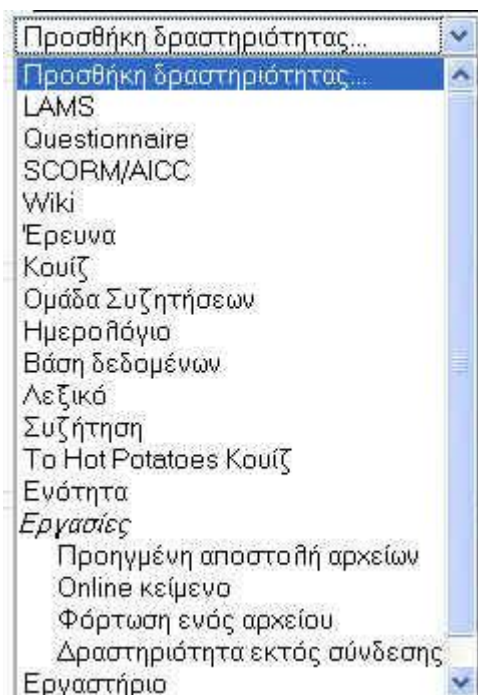 Προσθήκη δραστηριότητας...
Προσθήκη δραστηριότητας...
LAMS
Questionnaire
SCORM/AICC
Wiki
Έρευνα
Κουίζ
Ομάδα Συζητήσεων
Ημερολόγιο
Βάση δεδομένων
Λεξικό
Συζήτηση
Το Hot Potatoes Κουίζ
Ενότητα
Εργασίες
Προηγμένη αποστολή αρχείων
Online κείμενο
Φόρτωση ενός αρχείου
Δραστηριότητα εκτός σύνδεσης
Εργαστήριο